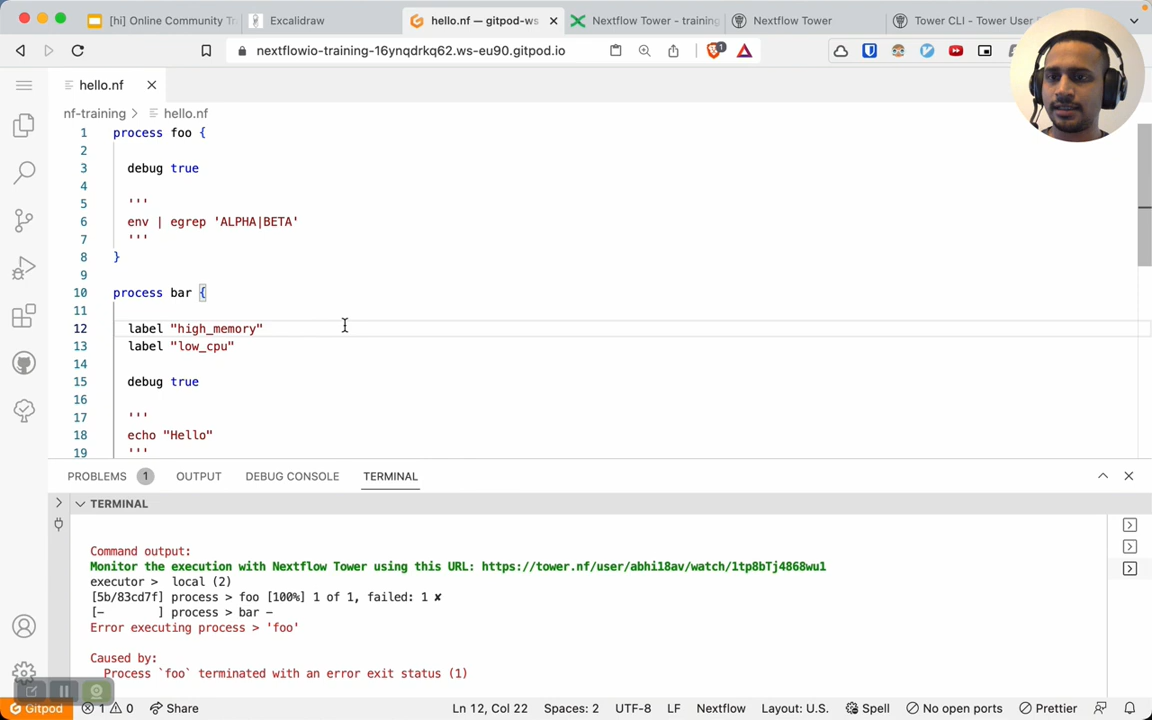 [hi] Online Community Tr
Excalidraw
hello.nf — gitpod-ws
Nextflow Tower - training
Nextflow Tower
Tower CLI - Tower User
nextflowio-training-16ynqdrkq62.ws-eu90.gitpod.io
1
hello.nf
nf-training > hello.nf
1 process foo {
2
3 debug true
4
5 '''
6 env | egrep 'ALPHA|BETA'
7 '''
8 }
9
10 process bar {
11
12 label "high_memory"
13 label "low_cpu"
14
15 debug true
16
17 '''
18 echo "Hello"
19 '''
PROBLEMS 1 OUTPUT DEBUG CONSOLE TERMINAL
TERMINAL
Command output:
Monitor the execution with Nextflow Tower using this URL: https://tower.nf/user/abhi18av/watch/1tp8bTj4868wu1
executor > local (2)
[5b/83cd7f] process > foo [100%] 1 of 1, failed: 1 ✘
[- ] process > bar -
Error executing process > 'foo'
Caused by:
Process `foo` terminated with an error exit status (1)
Gitpod 1 0 Share Ln 12, Col 22 Spaces: 2 UTF-8 LF Nextflow Layout: U.S. Spell No open ports Prettier